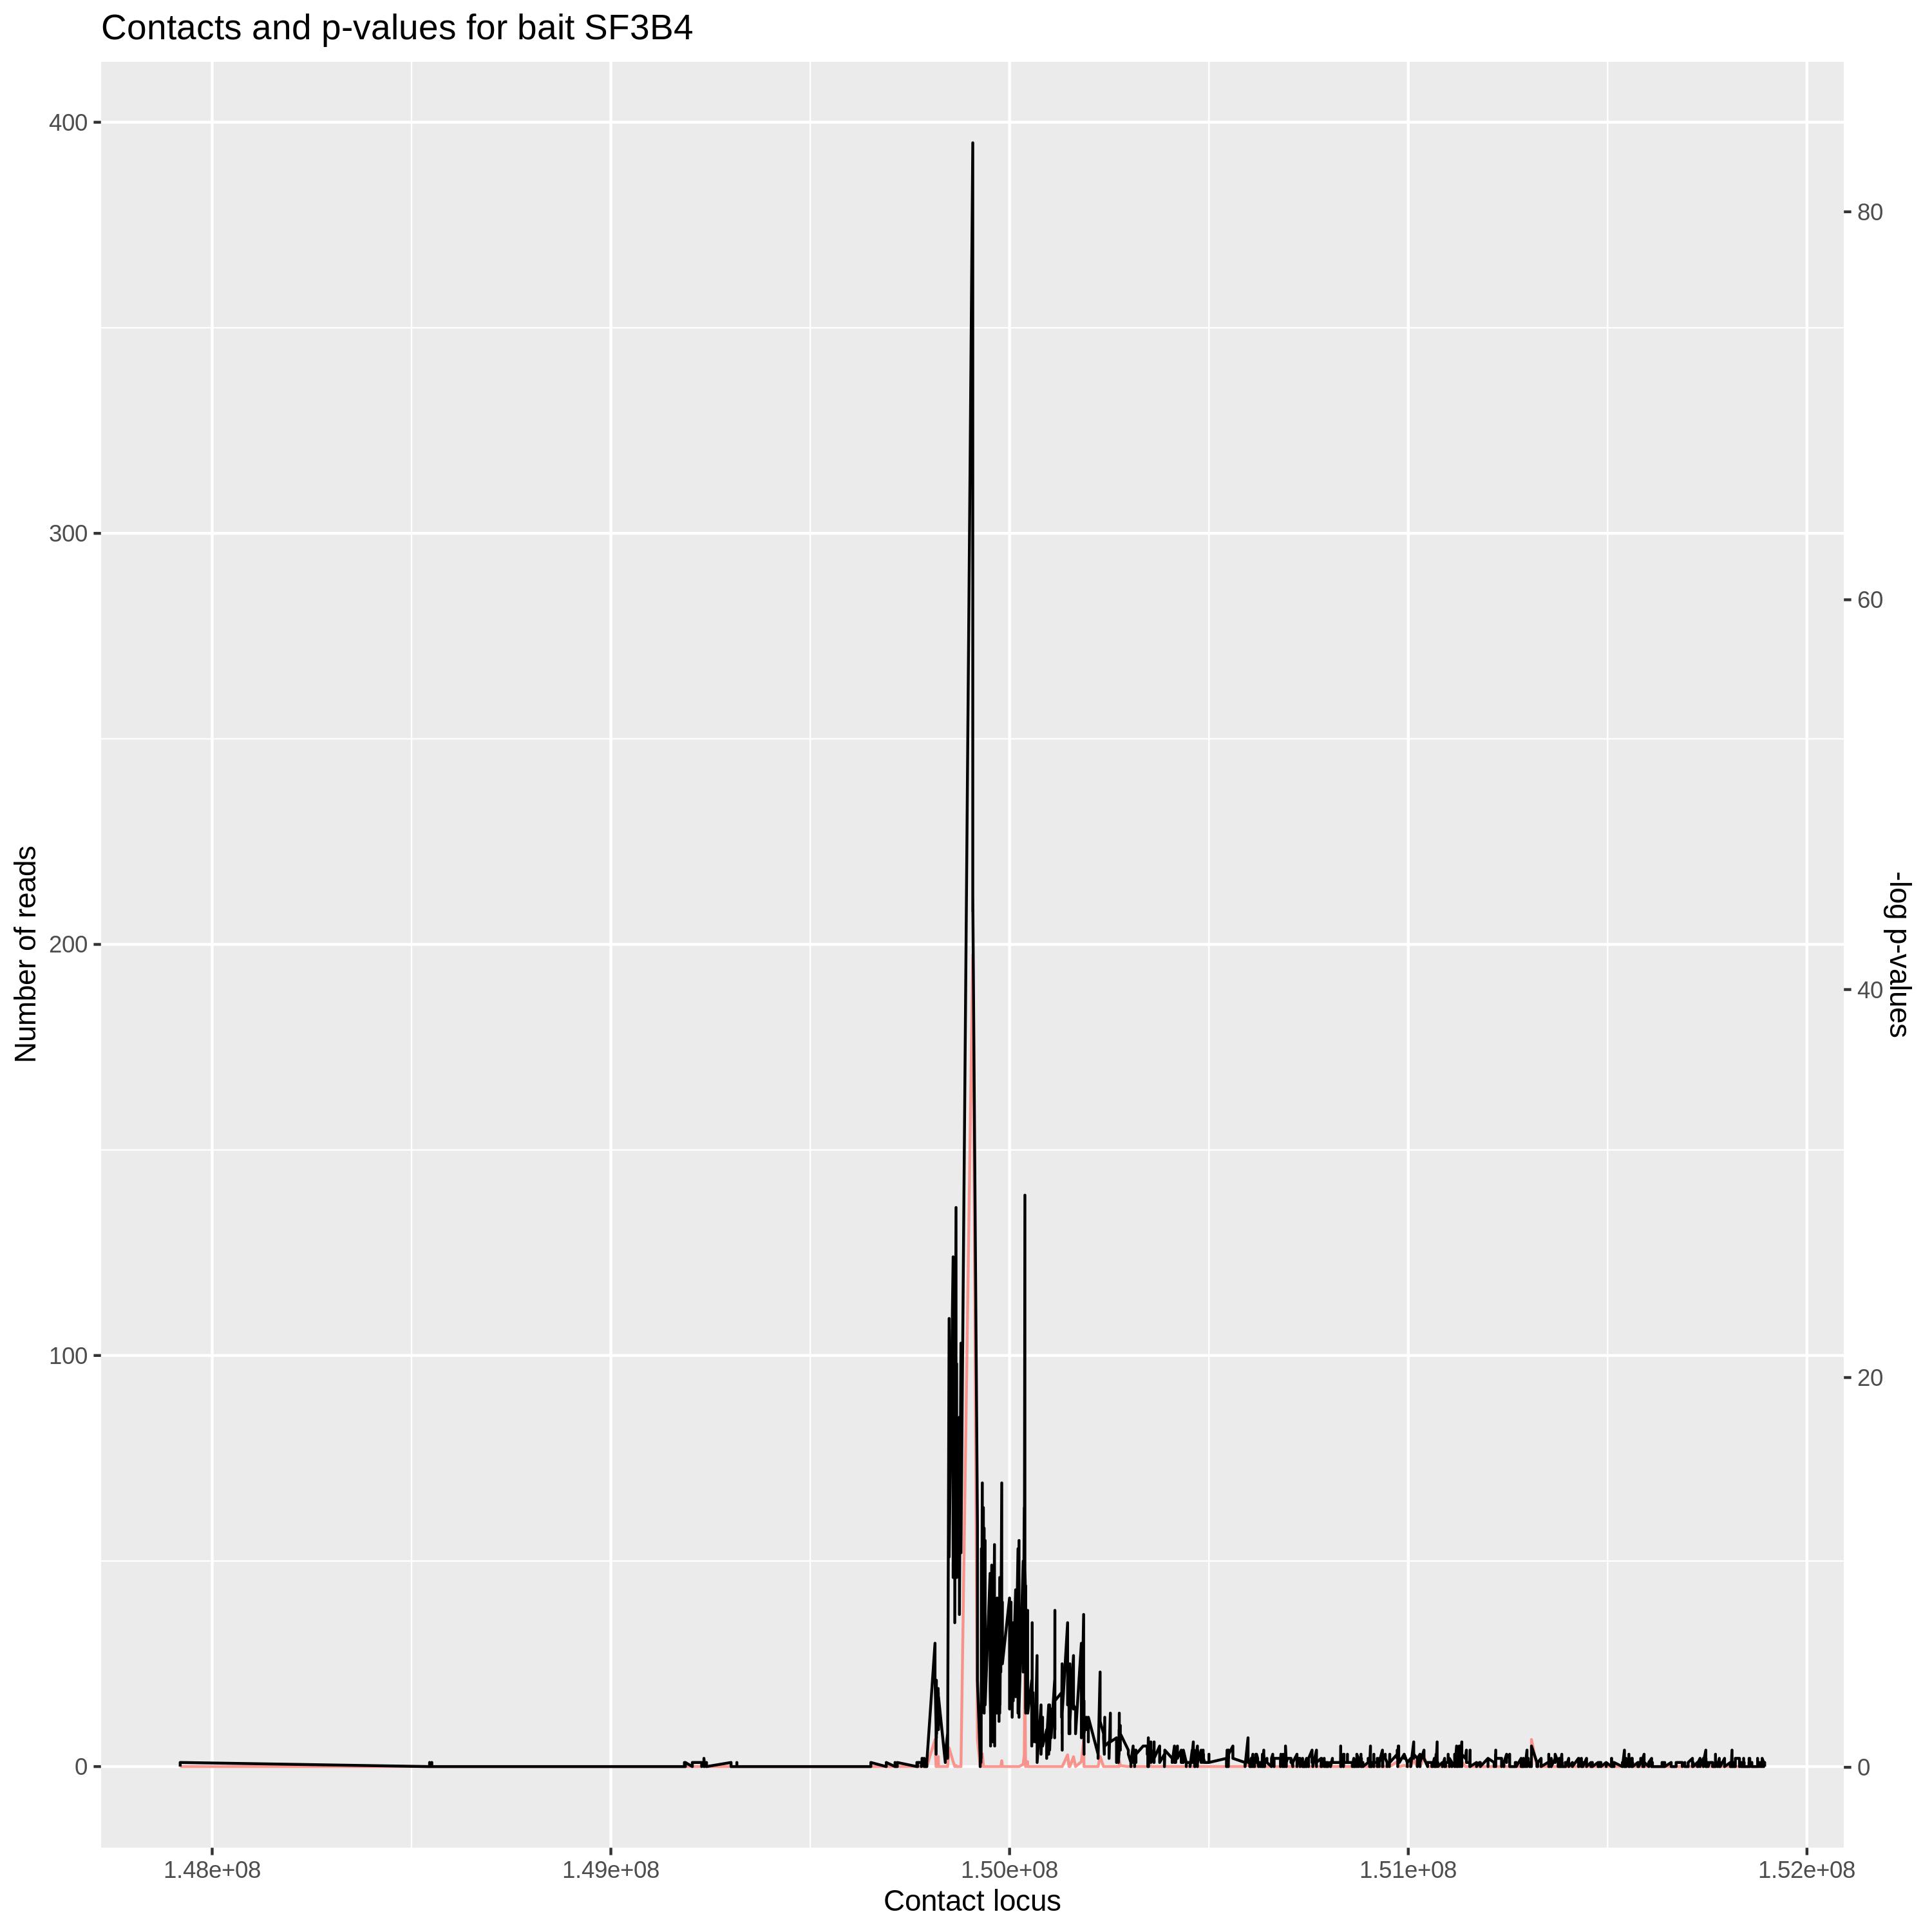 Contacts and p-values for bait SF3B4
400
300
200
100
0
Number of reads
80
60
40
20
0
-log p-values
1.48e+08
1.49e+08
1.50e+08
1.51e+08
1.52e+08
Contact locus